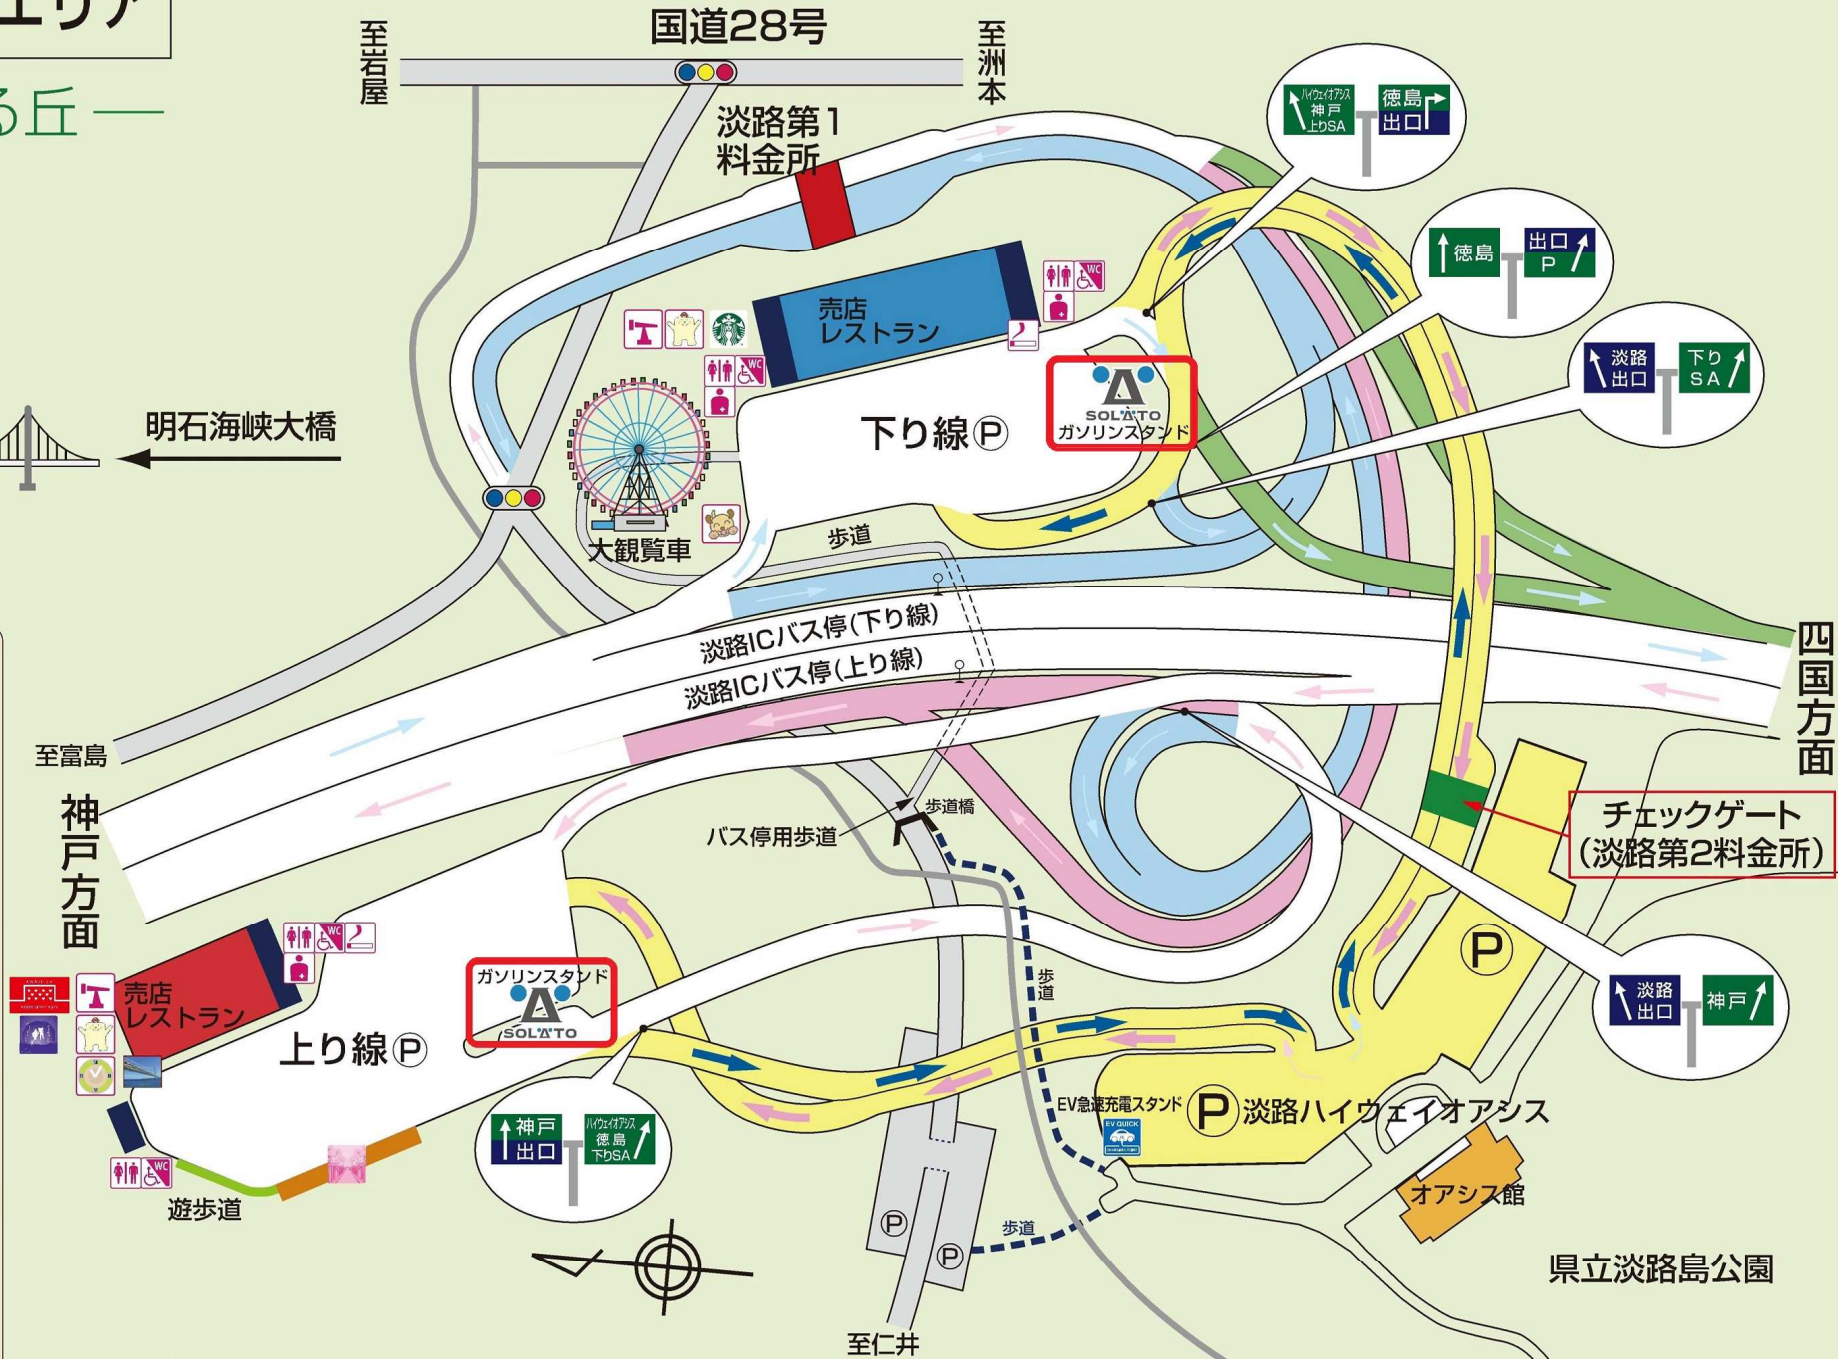 エリア
る丘―
国道28号
至岩屋
至洲本
淡路第1
料金所
ハイウェイオアシス
神戸
上りSA
徳島
出口
徳島
出口
P
淡路
出口
下り
SA
売店
レストラン
WC
WC
下り線P
SOLATO
ガソリンスタンド
明石海峡大橋
大観覧車
歩道
淡路ICバス停(下り線)
淡路ICバス停(上り線)
四国方面
至富島
神戸方面
バス停用歩道
歩道橋
チェックゲート
(淡路第2料金所)
P
淡路
出口
神戸
WC
売店
レストラン
上り線P
ガソリンスタンド
SOLATO
歩道
EV急速充電スタンド
EV QUICK
P淡路ハイウェイオアシス
神戸
出口
ハイウェイオアシス
徳島
下りSA
WC
遊歩道
オアシス館
P
P
歩道
県立淡路島公園
至仁井